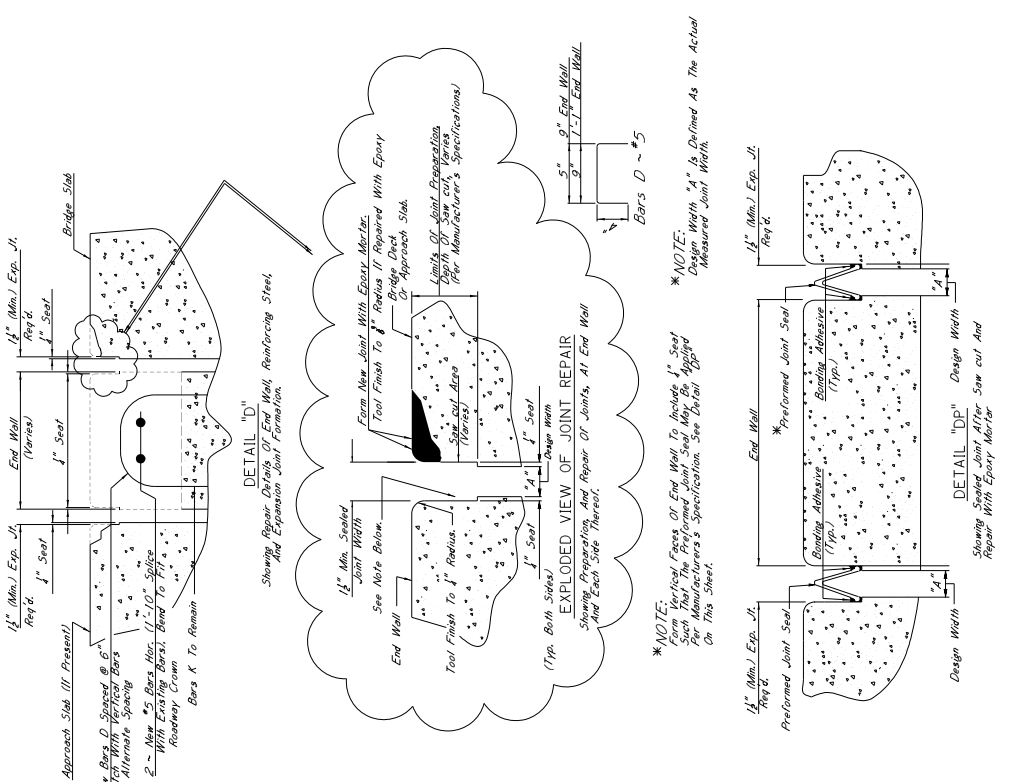 1½" (Min.) Exp. Jt.
Req'd.
¼" Seat
End Wall
(Varies)
¼" Seat
1½" (Min.) Exp. Jt.
Req'd.
¼" Seat
Bridge Slab
Approach Slab (If Present)
Bars D Spaced @ 6"
With Vertical Bars
Alternate Spacing
2 ~ New #5 Bars Hor. (1'-10" Splice
With Existing Bars), Bend To Fit
Roadway Crown
Bars K To Remain
DETAIL "D"
Showing Repair Details Of End Wall, Reinforcing Steel,
And Expansion Joint Formation.
1½" Min. Sealed
Joint Width
See Note Below.
End Wall
Tool Finish To ¼" Radius.
Form New Joint With Epoxy Mortar.
Tool Finish To Radius If Repaired With Epoxy
Bridge Deck
Or Approach Slab.
Limits Of Joint Preparation.
Depth Of Saw cut, Varies
(Per Manufacturer's Specifications)
Saw cut Area
(Varies)
¼" Seat
"A"
¼" Seat
Design Width
(Typ. Both Sides)
EXPLODED VIEW OF JOINT REPAIR
Showing Preparation, And Repair Of Joints, At End Wall
And Each Side Thereof.
5" 9" End Wall
9" 1'-1" End Wall
Bars D ~ #5
*NOTE:
Form Vertical Faces Of End Wall To Include ¼" Seat
Such That The Preformed Joint Seal May Be Applied
Per Manufacturer's Specification. See Detail "DP"
On This Sheet.
*NOTE:
Design Width "A" Is Defined As The Actual
Measured Joint Width.
1½" (Min.) Exp. Jt.
Req'd.
Preformed Joint Seal
End Wall
*Preformed Joint Seal
1½" (Min.) Exp. Jt.
Req'd.
Bonding Adhesive
(Typ.)
Bonding Adhesive
(Typ.)
"A"
Design Width
"A"
Design Width
DETAIL "DP"
Showing Sealed Joint After Saw cut And
Repair With Epoxy Mortar